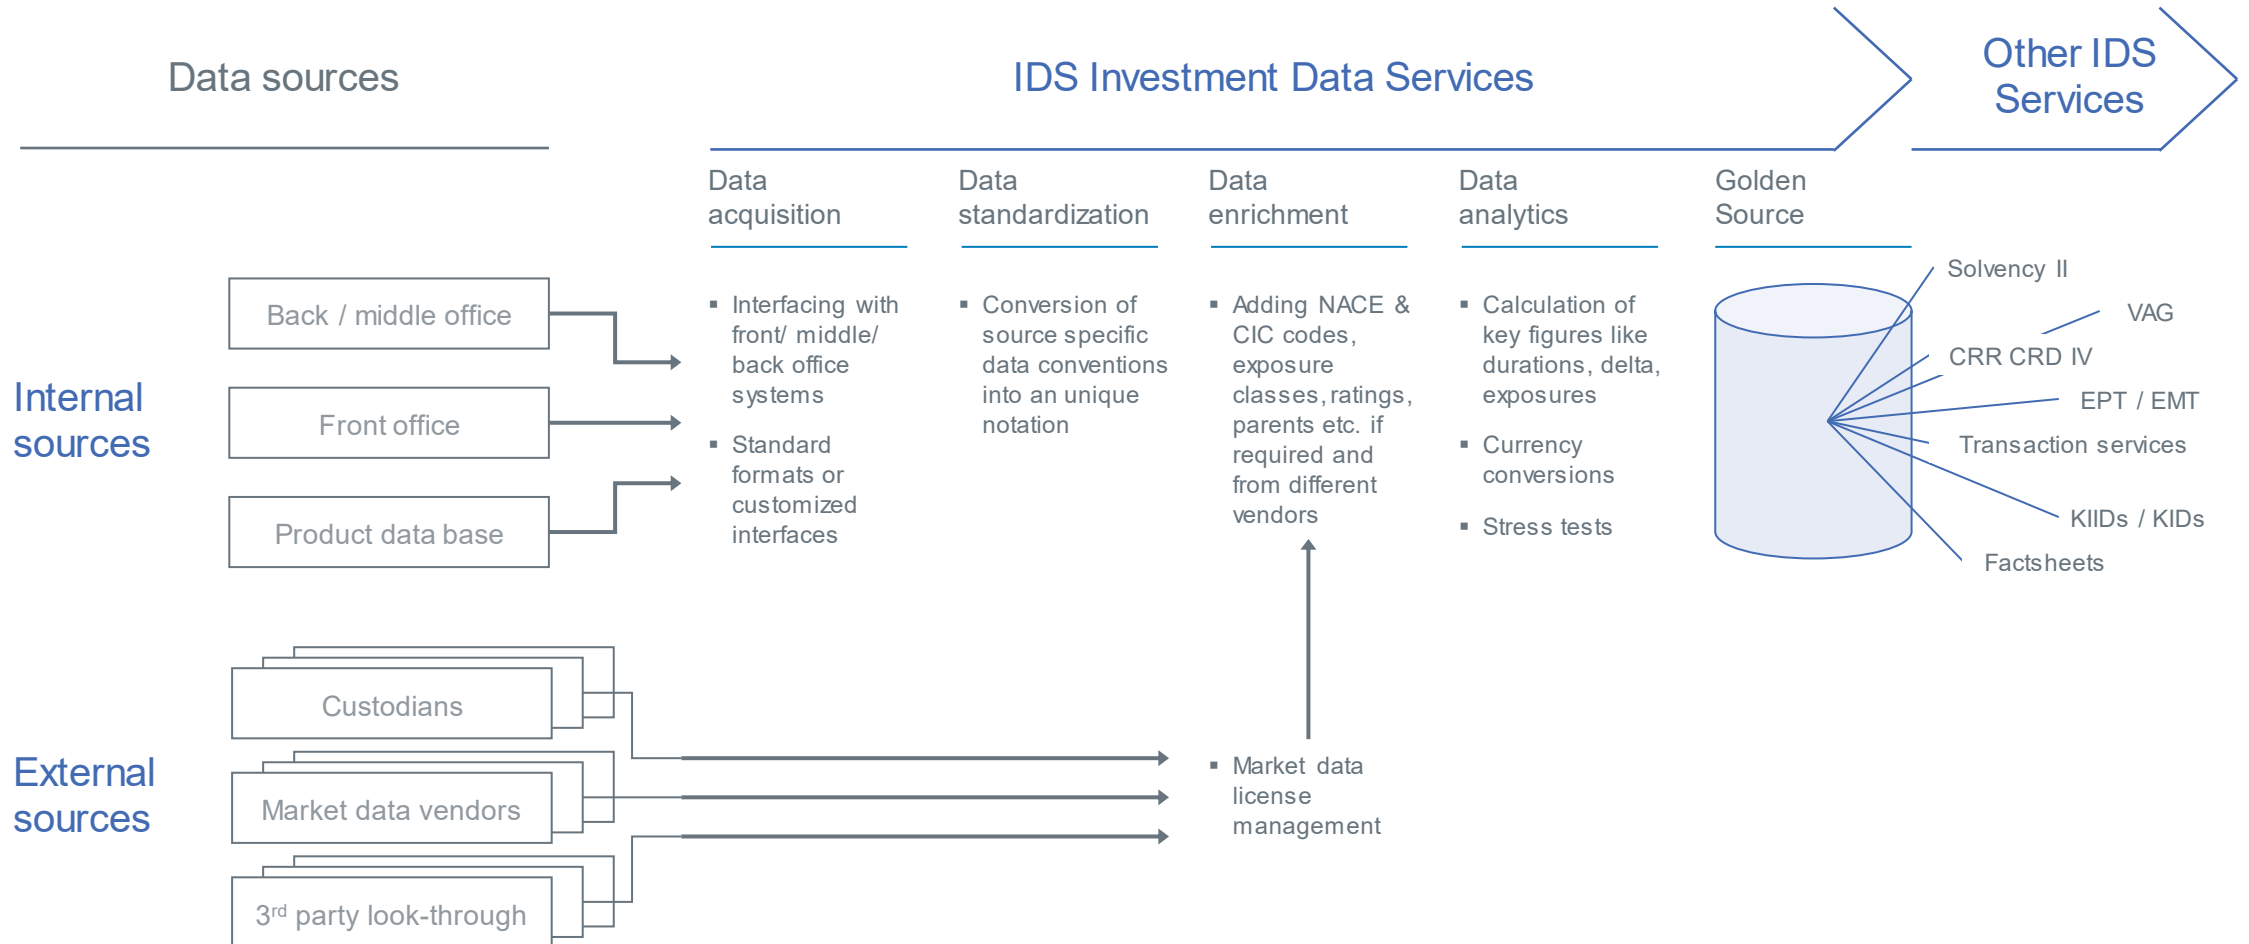 Data sources
IDS Investment Data Services
Other IDS
Services
Data
acquisition
Data
standardization
Data
enrichment
Data
analytics
Golden
Source
Internal
sources
Back / middle office
Front office
Product data base
▪ Interfacing with
front/ middle/
back office
systems
▪ Standard
formats or
customized
interfaces
▪ Conversion of
source specific
data conventions
into an unique
notation
▪ Adding NACE &
CIC codes,
exposure
classes, ratings,
parents etc. if
required and
from different
vendors
▪ Calculation of
key figures like
durations, delta,
exposures
▪ Currency
conversions
▪ Stress tests
Solvency II
VAG
CRR CRD IV
EPT / EMT
Transaction services
KIIDs / KIDs
Factsheets
External
sources
Custodians
Market data vendors
3rd party look-through
▪ Market data
license
management